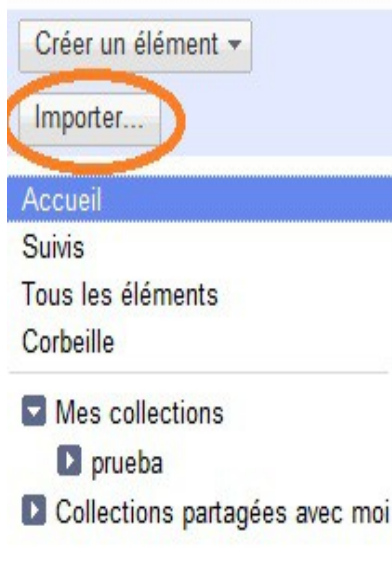 Créer un élément
Importer...
Accueil
Suivis
Tous les éléments
Corbeille
Mes collections
prueba
Collections partagées avec moi